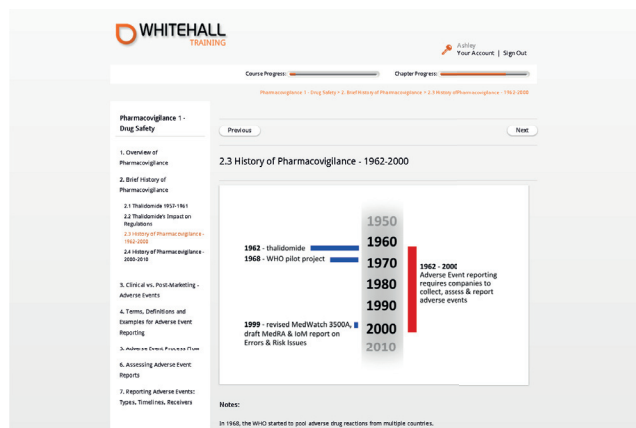 WHITEHALL
TRAINING
Ashley
Your Account | Sign Out
Course Progress:
Chapter Progress:
Pharmacovigilance 1 - Drug Safety > 2. Brief History of Pharmacovigilance > 2.3 History of Pharmacovigilance - 1962-2000
Pharmacovigilance 1 -
Drug Safety
1. Overview of
Pharmacovigilance
2. Brief History of
Pharmacovigilance
2.1 Thalidomide 1957-1961
2.2 Thalidomide's Impact on
Regulations
2.3 History of Pharmacovigilance -
1962-2000
2.4 History of Pharmacovigilance -
2000-2010
3. Clinical vs. Post-Marketing -
Adverse Events
4. Terms, Definitions and
Examples for Adverse Event
Reporting
5. Adverse Event Process Flow
6. Assessing Adverse Event
Reports
7. Reporting Adverse Events:
Types, Timelines, Receivers
Previous
Next
2.3 History of Pharmacovigilance - 1962-2000
1950
1960
1970
1980
1990
2000
2010
1962 - thalidomide
1968 - WHO pilot project
1999 - revised MedWatch 3500A,
draft MedRA & IoM report on
Errors & Risk Issues
1962 - 2000
Adverse Event reporting
requires companies to
collect, assess & report
adverse events
Notes:
In 1968, the WHO started to pool adverse drug reactions from multiple countries.